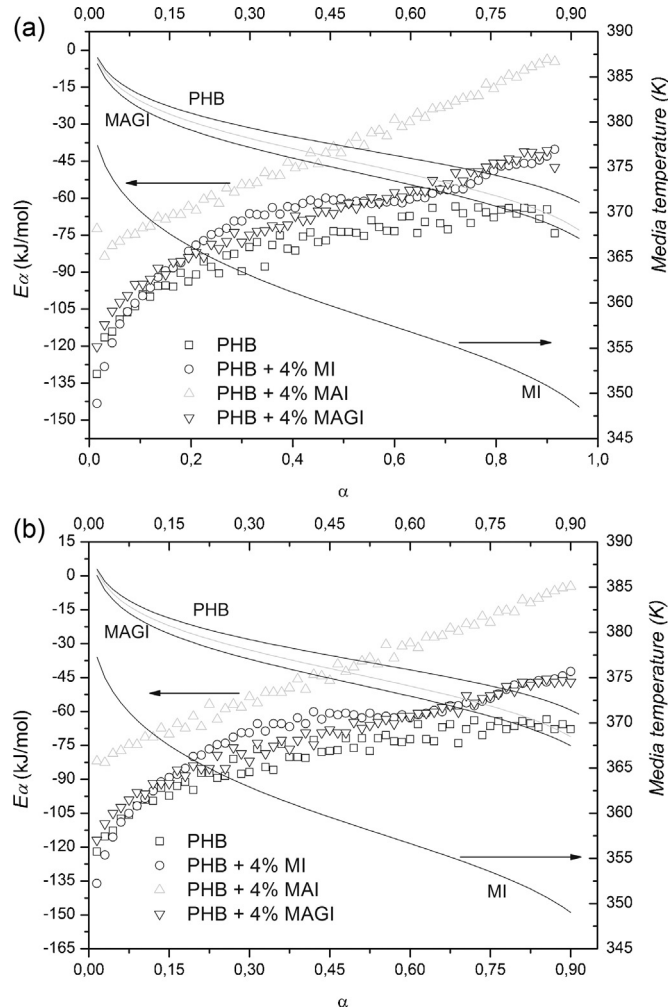 (a)
0,00 0,15 0,30 0,45 0,60 0,75 0,90
390
0
385
-15
PHB
380
-30
MAGI
375
-45
370
-60
-75
365
-90
360
-105
PHB
355
-120
PHB + 4% MI
350
-135
PHB + 4% MAI
MI
-150
PHB + 4% MAGI
345
0,0 0,2 0,4 0,6 0,8 1,0
Eα (kJ/mol)
Media temperature (K)
α
(b)
0,00 0,15 0,30 0,45 0,60 0,75 0,90
15
390
0
385
-15
PHB
380
-30
MAGI
-45
375
-60
370
-75
365
-90
-105
360
-120
PHB
355
-135
PHB + 4% MI
MI
-150
PHB + 4% MAI
350
PHB + 4% MAGI
-165
345
0,00 0,15 0,30 0,45 0,60 0,75 0,90
Eα (kJ/mol)
Media temperature (K)
α